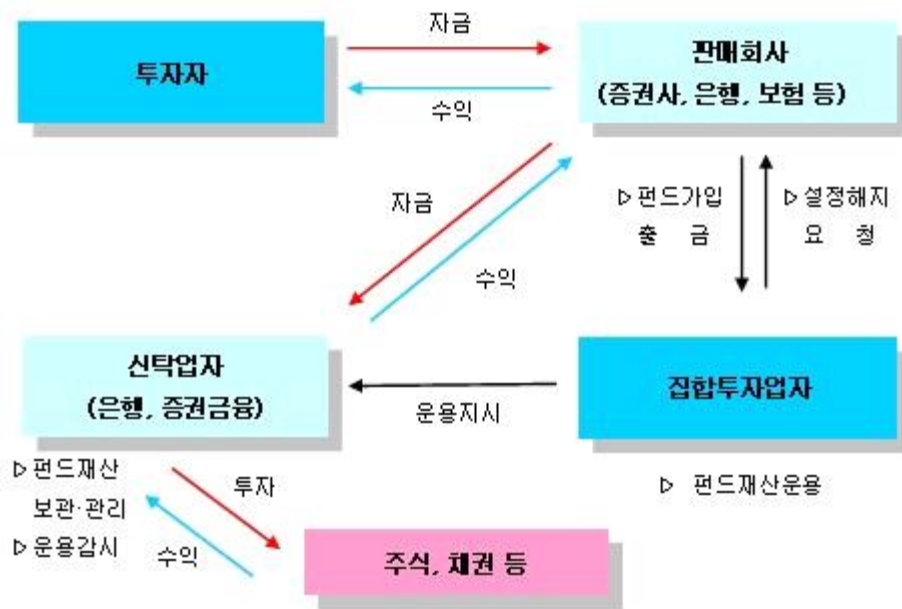 자금
투자자
판매회사
(증권사, 은행, 보험 등)
수익
자금
▷펀드가입
출 금
▷설정해지
요 청
수익
신탁업자
(은행, 증권금융)
집합투자업자
운용지시
▷펀드재산
보관·관리
▷운용감시
투자
수익
▷ 펀드재산운용
주식, 채권 등